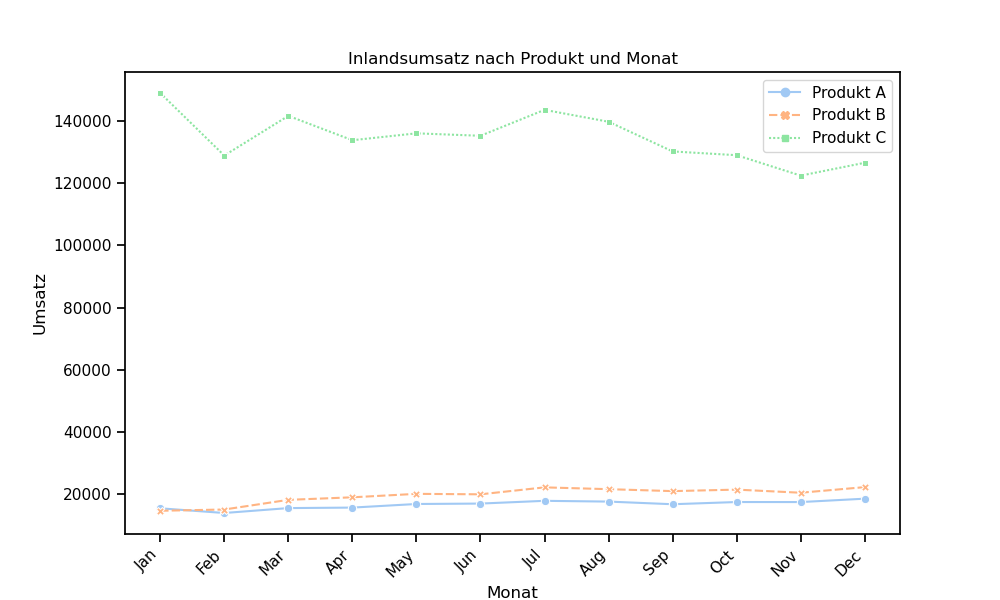 Inlandsumsatz nach Produkt und Monat
Produkt A
Produkt B
Produkt C
140000
120000
100000
80000
60000
40000
20000
Umsatz
Jan
Feb
Mar
Apr
May
Jun
Jul
Aug
Sep
Oct
Nov
Dec
Monat